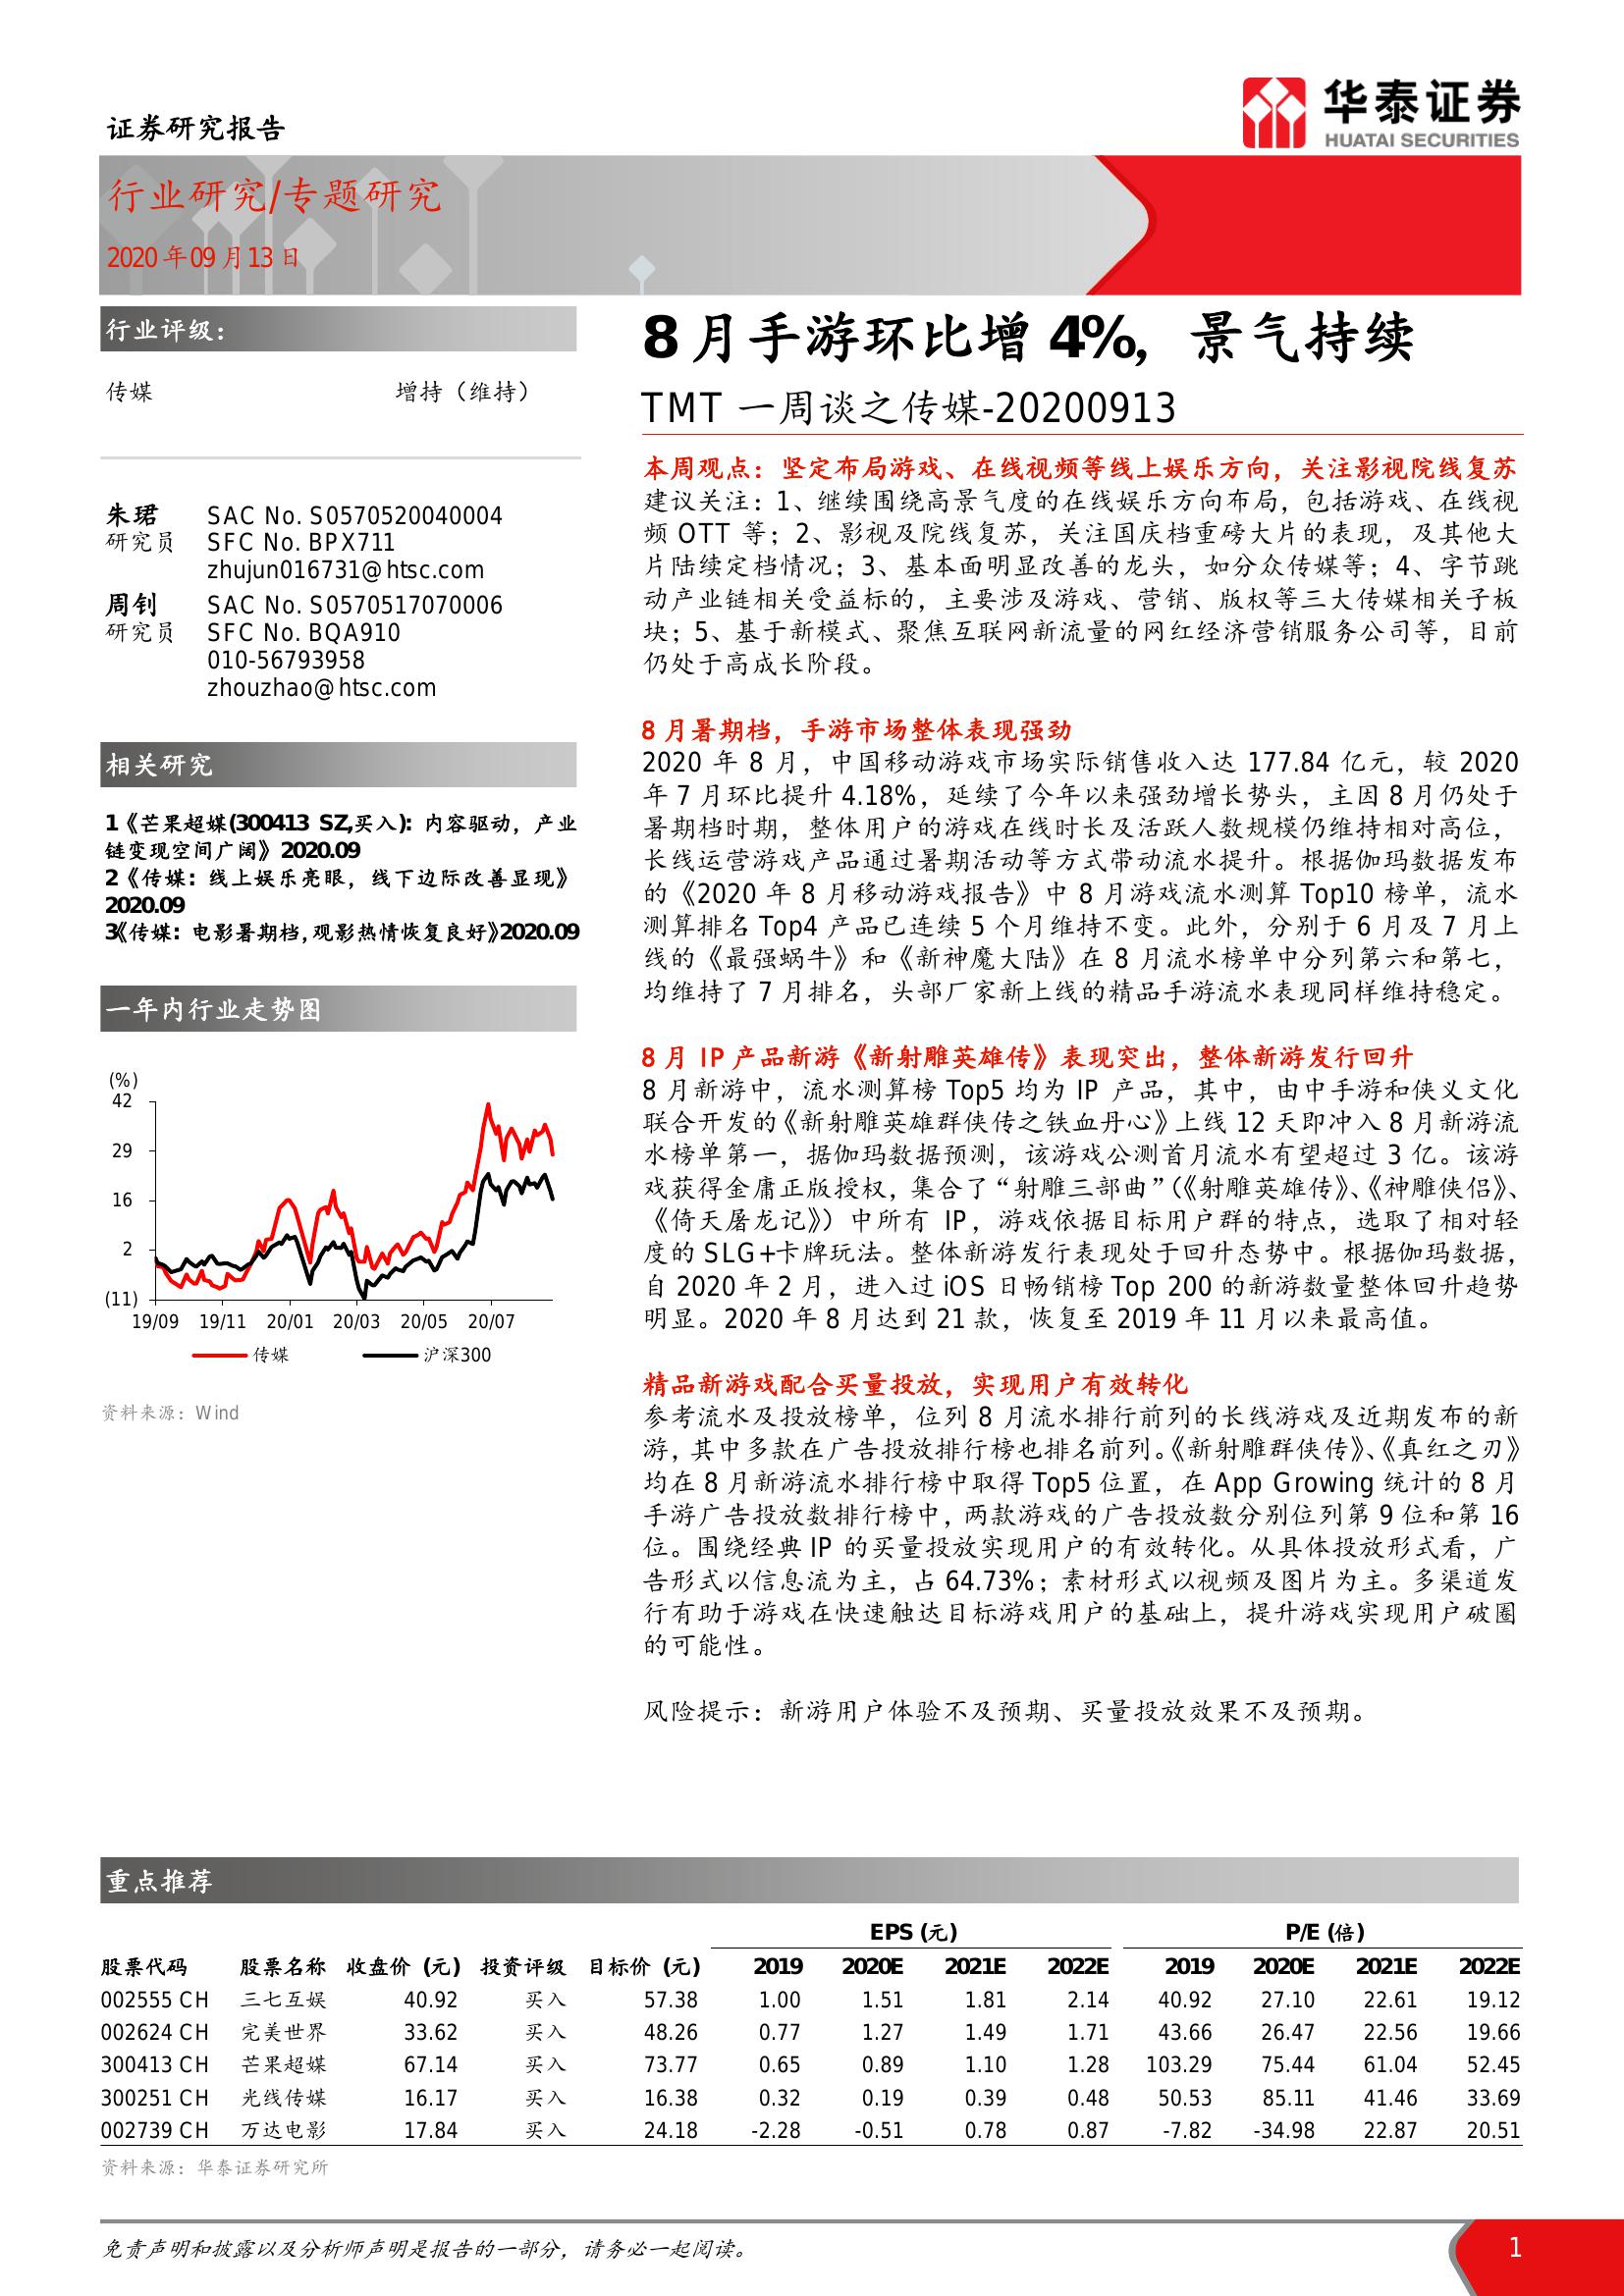 证券研究报告
华泰证券
HUATAI SECURITIES
行业研究/专题研究
2020年09月13日
行业评级：
传媒 增持（维持）
朱珺 SAC No. S0570520040004
研究员 SFC No. BPX711
zhujun016731@htsc.com
周钊 SAC No. S0570517070006
研究员 SFC No. BQA910
010-56793958
zhouzhao@htsc.com
相关研究
1《芒果超媒(300413 SZ,买入)：内容驱动，产业
链变现空间广阔》2020.09
2《传媒：线上娱乐亮眼，线下边际改善显现》
2020.09
3《传媒：电影暑期档,观影热情恢复良好》2020.09
一年内行业走势图
(%)
42
29
16
2
(11)
19/09 19/11 20/01 20/03 20/05 20/07
传媒 沪深300
资料来源：Wind
8月手游环比增4%，景气持续
TMT 一周谈之传媒-20200913
本周观点：坚定布局游戏、在线视频等线上娱乐方向，关注影视院线复苏
建议关注：1、继续围绕高景气度的在线娱乐方向布局，包括游戏、在线视
频 OTT 等；2、影视及院线复苏，关注国庆档重磅大片的表现，及其他大
片陆续定档情况；3、基本面明显改善的龙头，如分众传媒等；4、字节跳
动产业链相关受益标的，主要涉及游戏、营销、版权等三大传媒相关子板
块；5、基于新模式、聚焦互联网新流量的网红经济营销服务公司等，目前
仍处于高成长阶段。
8月暑期档，手游市场整体表现强劲
2020 年 8 月，中国移动游戏市场实际销售收入达 177.84 亿元，较 2020
年 7 月环比提升 4.18%，延续了今年以来强劲增长势头，主因 8 月仍处于
暑期档时期，整体用户的游戏在线时长及活跃人数规模仍维持相对高位，
长线运营游戏产品通过暑期活动等方式带动流水提升。根据伽玛数据发布
的《2020 年 8 月移动游戏报告》中 8 月游戏流水测算 Top10 榜单，流水
测算排名 Top4 产品已连续 5 个月维持不变。此外，分别于 6 月及 7 月上
线的《最强蜗牛》和《新神魔大陆》在 8 月流水榜单中分列第六和第七，
均维持了 7 月排名，头部厂家新上线的精品手游流水表现同样维持稳定。
8月 IP 产品新游《新射雕英雄传》表现突出，整体新游发行回升
8 月新游中，流水测算榜 Top5 均为 IP 产品，其中，由中手游和侠义文化
联合开发的《新射雕英雄群侠传之铁血丹心》上线 12 天即冲入 8 月新游流
水榜单第一，据伽玛数据预测，该游戏公测首月流水有望超过 3 亿。该游
戏获得金庸正版授权，集合了“射雕三部曲”（《射雕英雄传》、《神雕侠侣》、
《倚天屠龙记》）中所有 IP，游戏依据目标用户群的特点，选取了相对轻
度的 SLG+卡牌玩法。整体新游发行表现处于回升态势中。根据伽玛数据，
自 2020 年 2 月，进入过 iOS 日畅销榜 Top 200 的新游数量整体回升趋势
明显。2020 年 8 月达到 21 款，恢复至 2019 年 11 月以来最高值。
精品新游戏配合买量投放，实现用户有效转化
参考流水及投放榜单，位列 8 月流水排行前列的长线游戏及近期发布的新
游，其中多款在广告投放排行榜也排名前列。《新射雕群侠传》、《真红之刃》
均在 8 月新游流水排行榜中取得 Top5 位置，在 App Growing 统计的 8 月
手游广告投放数排行榜中，两款游戏的广告投放数分别位列第 9 位和第 16
位。围绕经典 IP 的买量投放实现用户的有效转化。从具体投放形式看，广
告形式以信息流为主，占 64.73%；素材形式以视频及图片为主。多渠道发
行有助于游戏在快速触达目标游戏用户的基础上，提升游戏实现用户破圈
的可能性。
风险提示：新游用户体验不及预期、买量投放效果不及预期。
重点推荐
EPS (元) P/E (倍)
股票代码 股票名称 收盘价 (元) 投资评级 目标价 (元) 2019 2020E 2021E 2022E 2019 2020E 2021E 2022E
002555 CH 三七互娱 40.92 买入 57.38 1.00 1.51 1.81 2.14 40.92 27.10 22.61 19.12
002624 CH 完美世界 33.62 买入 48.26 0.77 1.27 1.49 1.71 43.66 26.47 22.56 19.66
300413 CH 芒果超媒 67.14 买入 73.77 0.65 0.89 1.10 1.28 103.29 75.44 61.04 52.45
300251 CH 光线传媒 16.17 买入 16.38 0.32 0.19 0.39 0.48 50.53 85.11 41.46 33.69
002739 CH 万达电影 17.84 买入 24.18 -2.28 -0.51 0.78 0.87 -7.82 -34.98 22.87 20.51
资料来源：华泰证券研究所
免责声明和披露以及分析师声明是报告的一部分，请务必一起阅读。
1